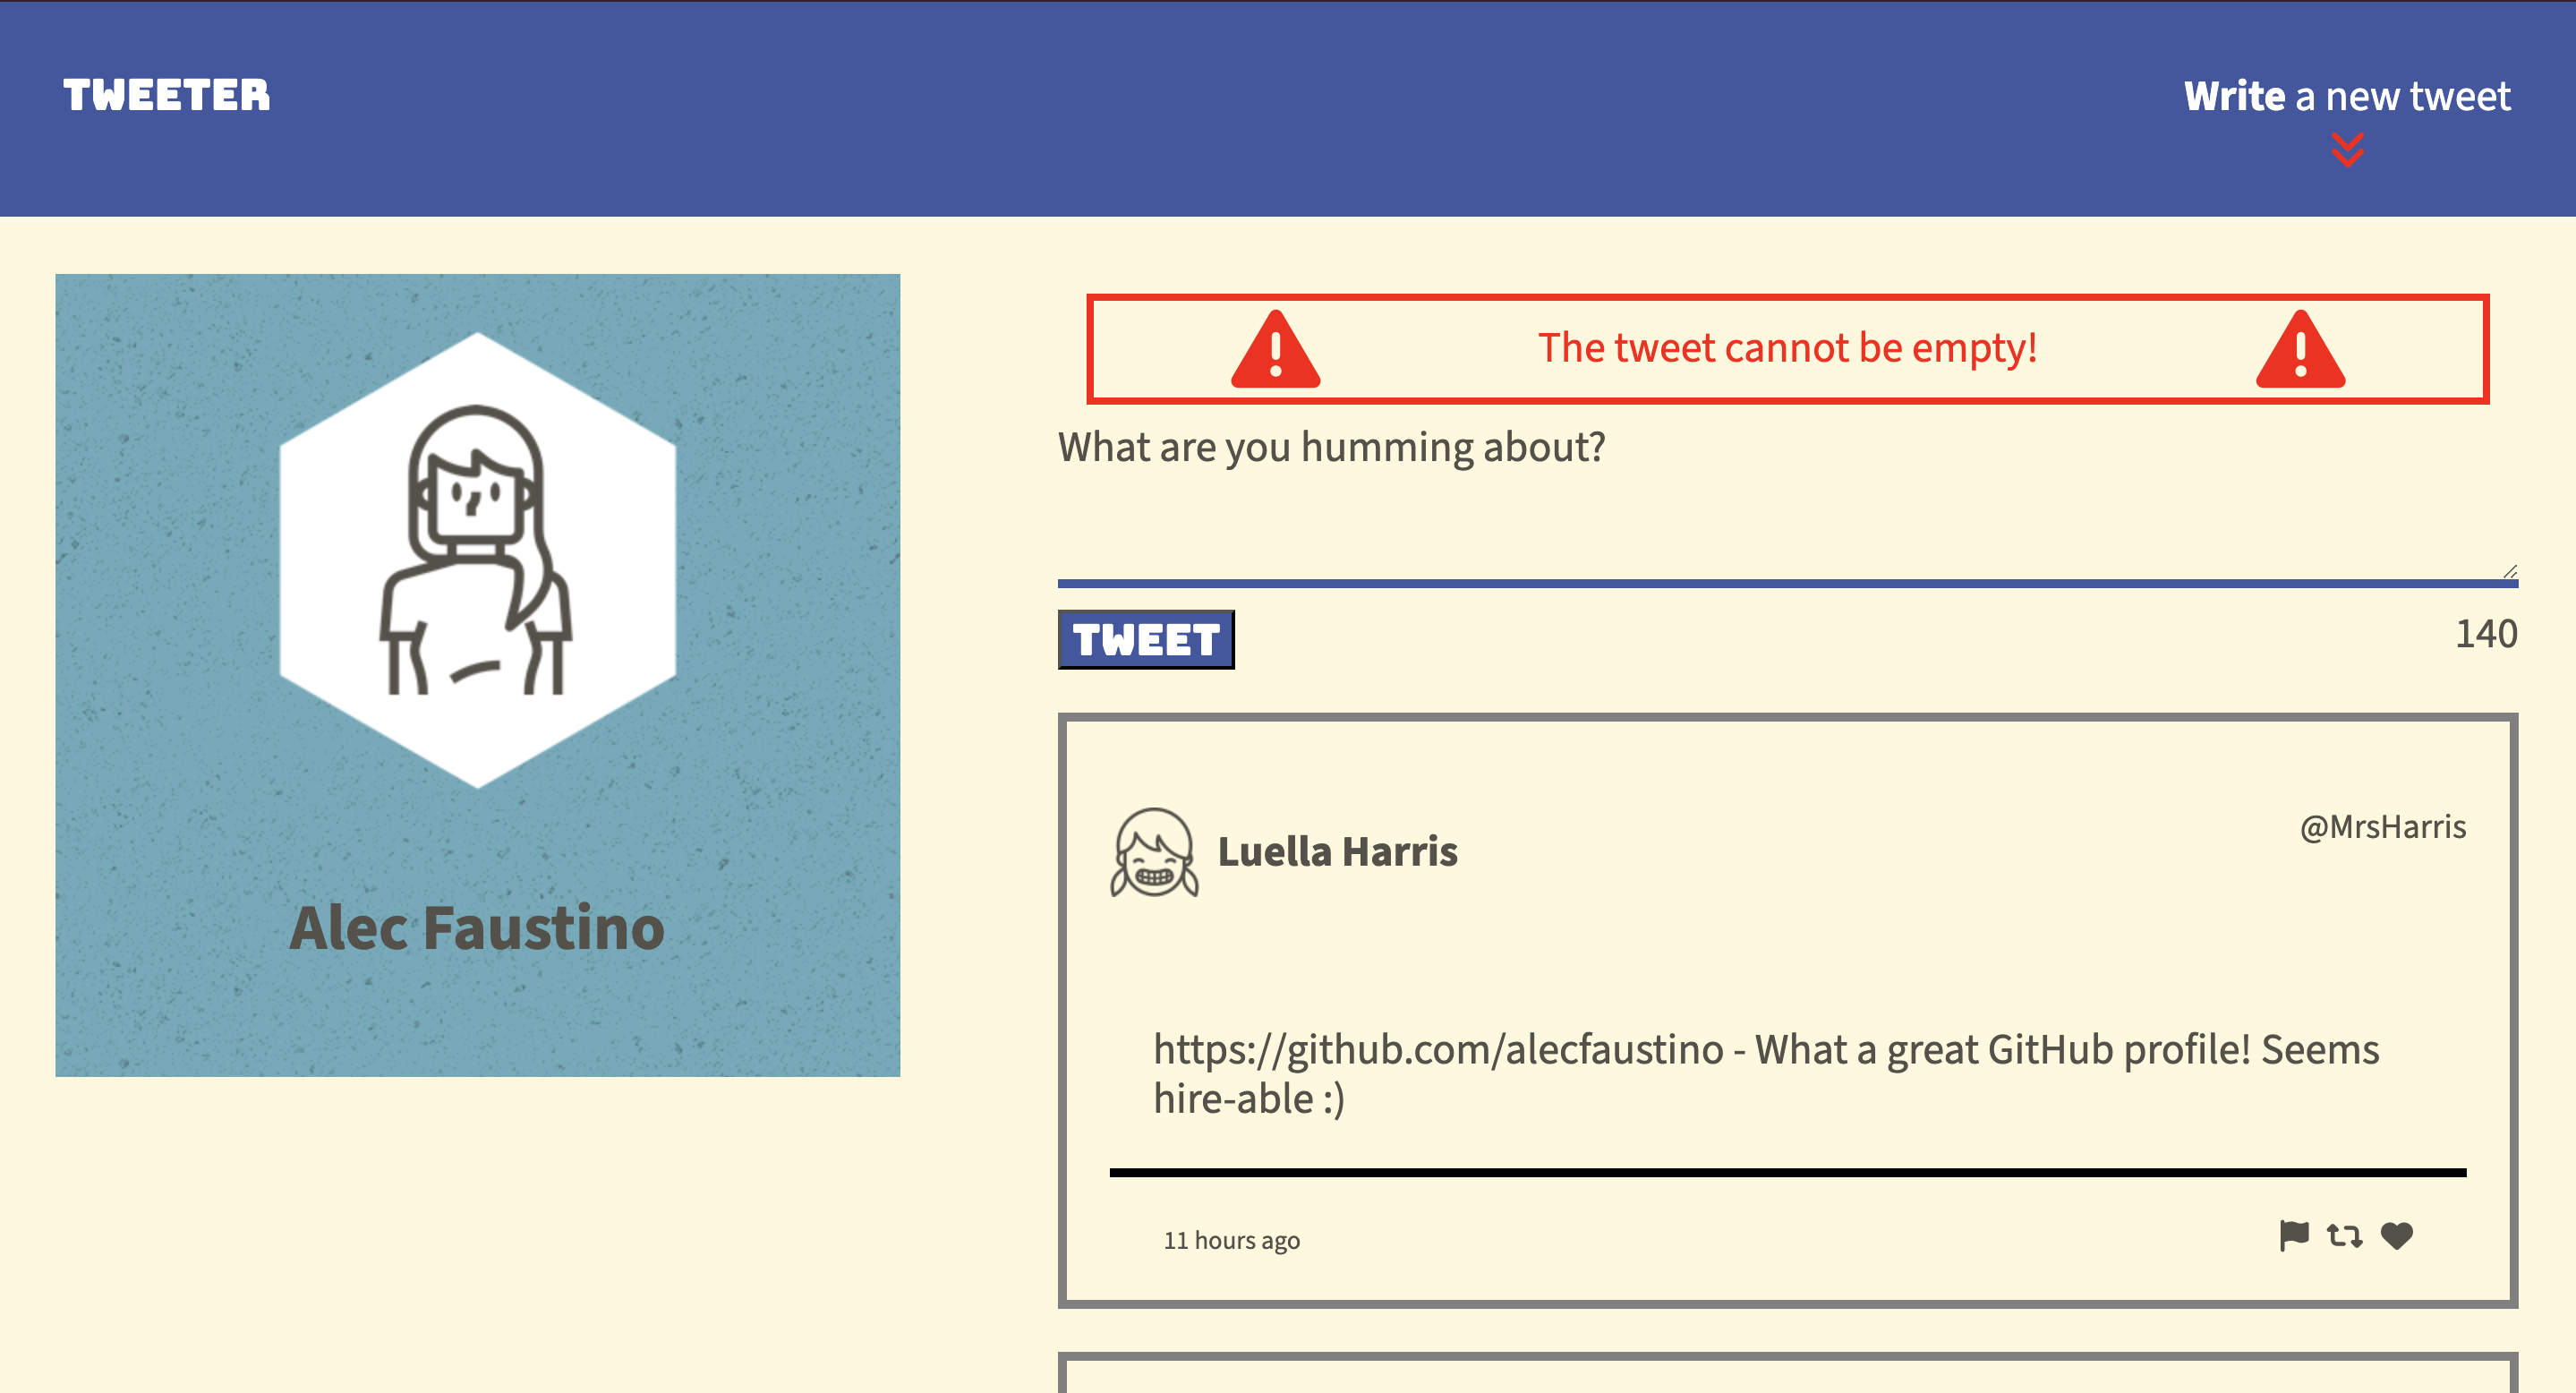 TWEETER
Write a new tweet
Alec Faustino
The tweet cannot be empty!
What are you humming about?
TWEET
140
Luella Harris
@MrsHarris
https://github.com/alecfaustino - What a great GitHub profile! Seems
hire-able :)
11 hours ago